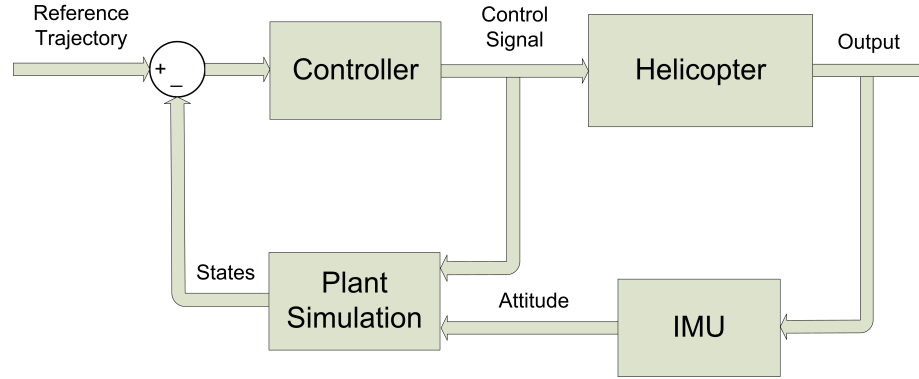 Reference
Trajectory
Control
Signal
Output
+
–
Controller
Helicopter
States
Plant
Simulation
Attitude
IMU